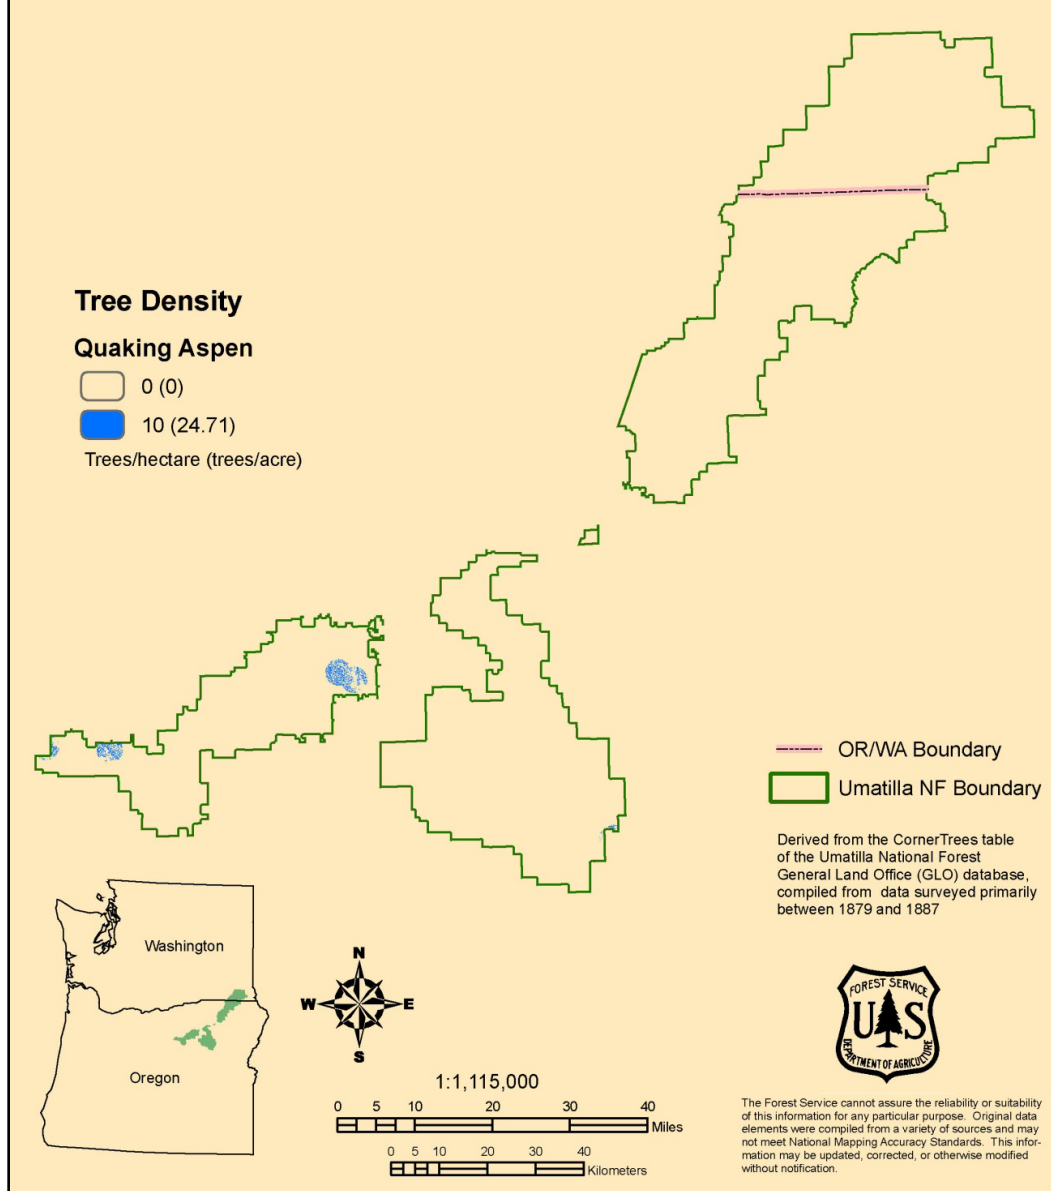 Tree Density
Quaking Aspen
0 (0)
10 (24.71)
Trees/hectare (trees/acre)
OR/WA Boundary
Umatilla NF Boundary
Derived from the CornerTrees table
of the Umatilla National Forest
General Land Office (GLO) database,
compiled from data surveyed primarily
between 1879 and 1887
Washington
Oregon
N
W E
S
FOREST SERVICE
U S
DEPARTMENT OF AGRICULTURE
1:1,115,000
0 5 10 20 30 40
Miles
0 5 10 20 30 40
Kilometers
The Forest Service cannot assure the reliability or suitability
of this information for any particular purpose. Original data
elements were compiled from a variety of sources and may
not meet National Mapping Accuracy Standards. This infor-
mation may be updated, corrected, or otherwise modified
without notification.